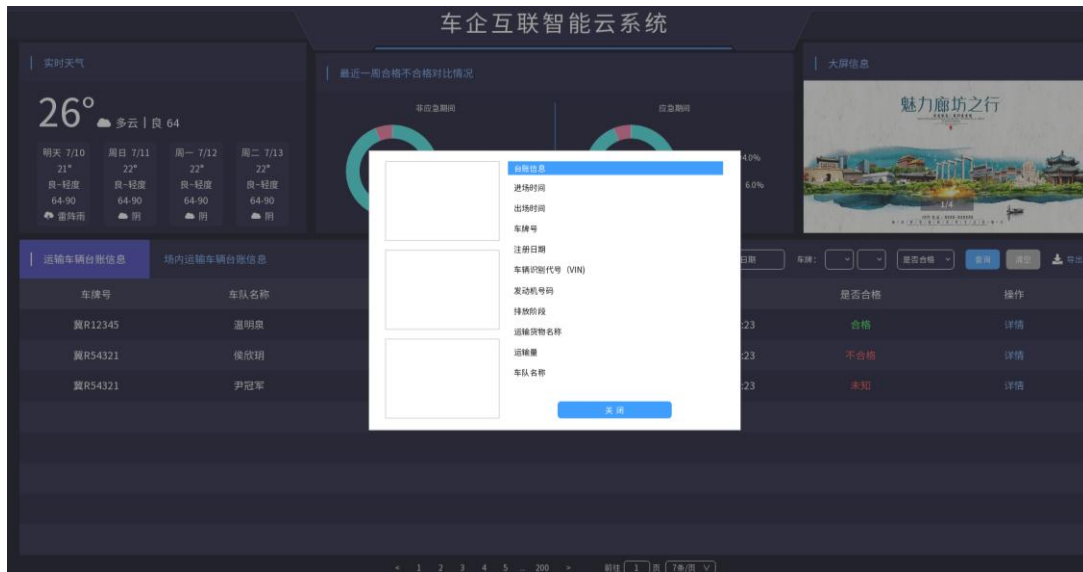 车企互联智能云系统
实时天气
26° 多云 | 良 64
明天 7/10 周日 7/11 周一 7/12 周二 7/13
21° 22° 22° 22°
良~轻度 良~轻度 良~轻度 良~轻度
64-90 64-90 64-90 64-90
雷阵雨 阴 阴 阴
最近一周合格不合格对比情况
非应急期间 应急期间
6.0%
大屏信息
魅力廊坊之行
1/4
台账信息
进场时间
出场时间
车牌号
注册日期
车辆识别代号 (VIN)
发动机号码
排放阶段
运输货物名称
运输量
车队名称
关 闭
运输车辆台账信息 场内运输车辆台账信息 日期 车牌: 是否合格 查询 清空 导出
车牌号 车队名称 是否合格 操作
冀R12345 温明泉 :23 合格 详情
冀R54321 侯欣玥 :23 不合格 详情
冀R54321 尹冠军 :23 未知 详情
< 1 2 3 4 5 … 200 > 前往 1 页 7条/页